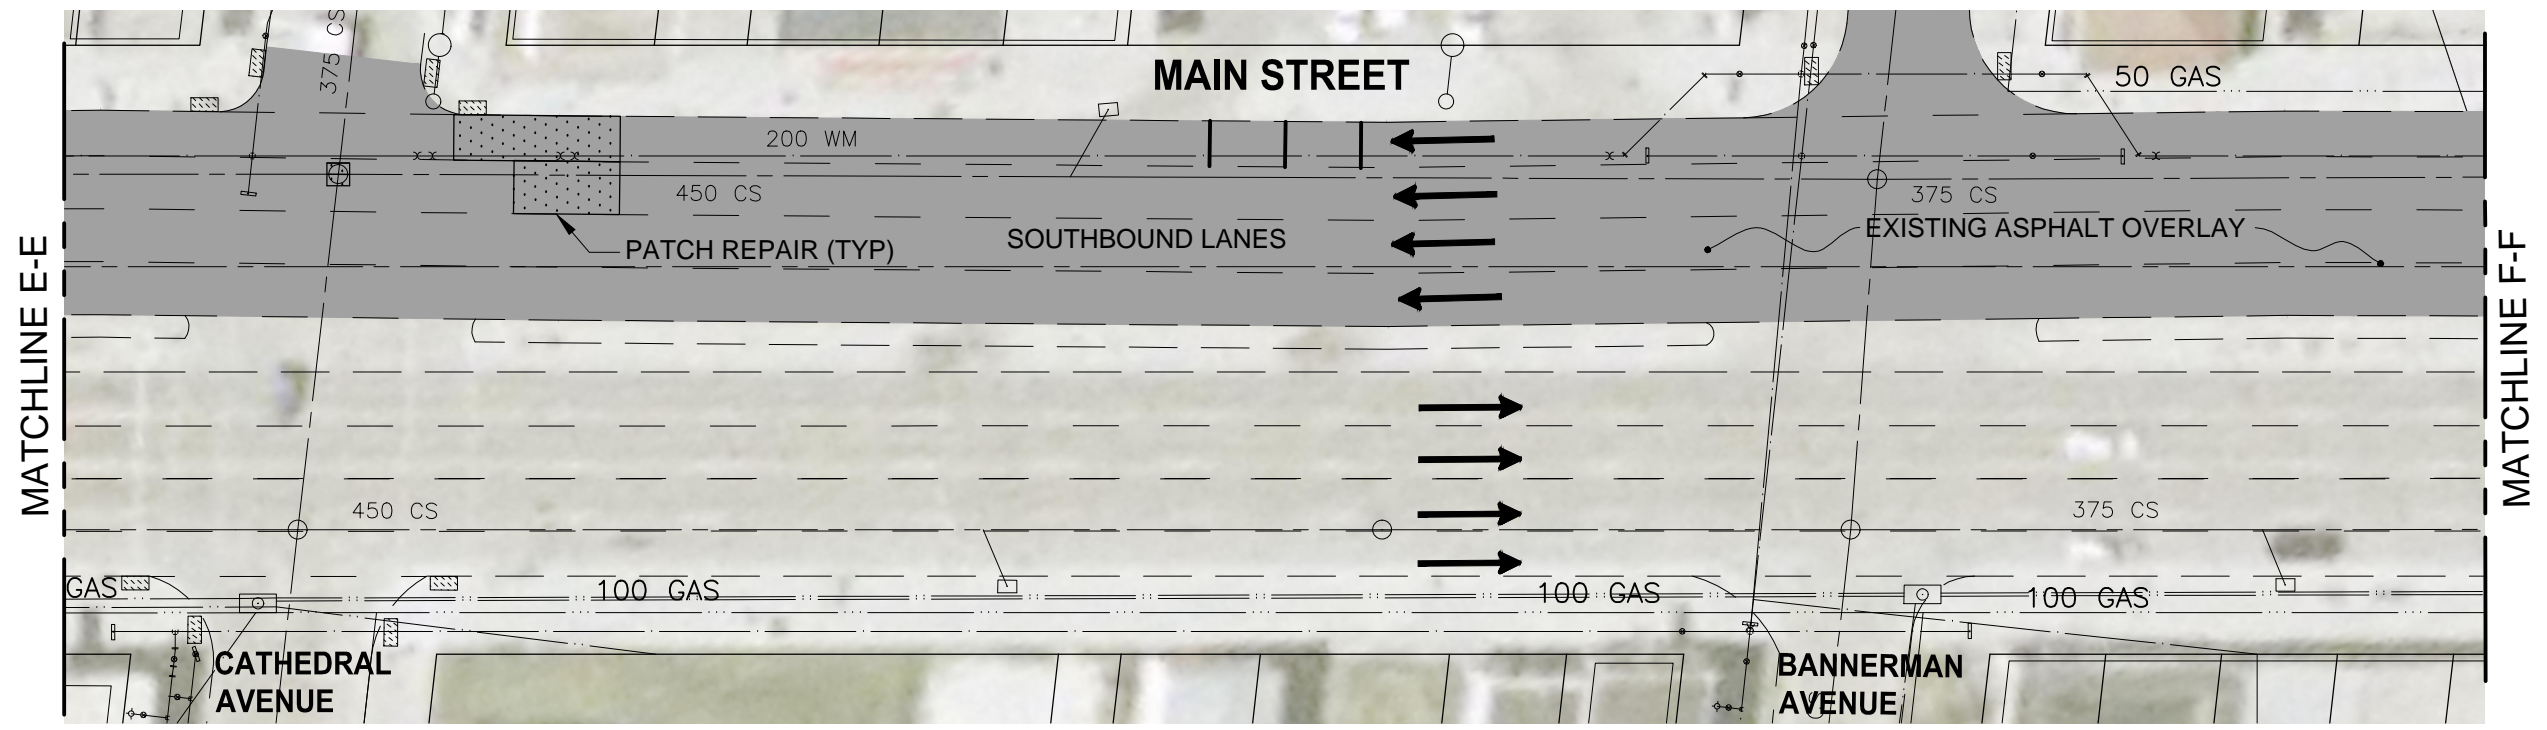 375 CS
MAIN STREET
50 GAS
200 WM
450 CS
375 CS
PATCH REPAIR (TYP)
SOUTHBOUND LANES
EXISTING ASPHALT OVERLAY
MATCHLINE E-E
MATCHLINE F-F
450 CS
375 CS
GAS
100 GAS
100 GAS
100 GAS
CATHEDRAL
AVENUE
BANNERMAN
AVENUE